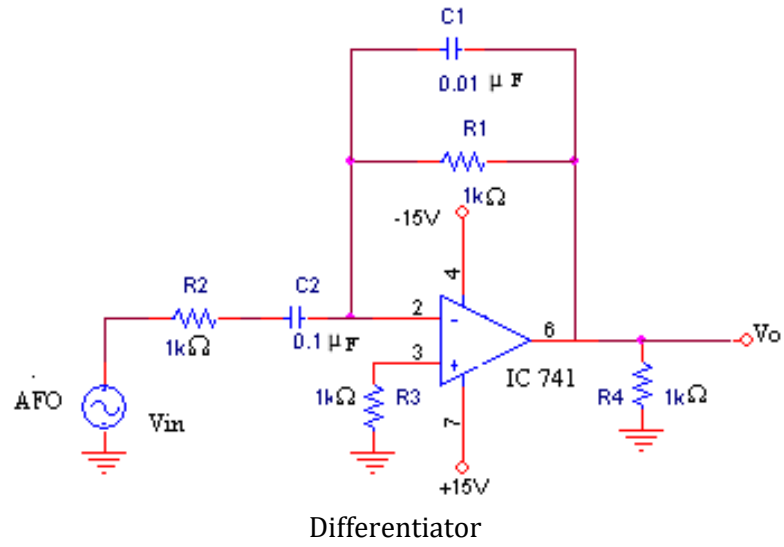 C1
0.01 μF
R1
1kΩ
-15V
4
R2
C2
2
-
6
Vo
1kΩ
0.1 μF
3
+
IC 741
AFO
Vin
1kΩ
R3
R4
1kΩ
7
+15V
Differentiator